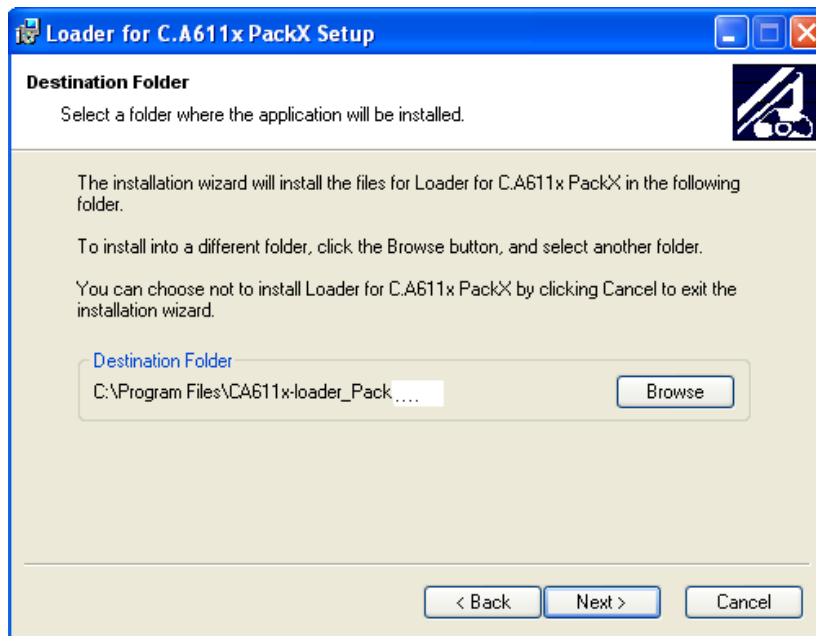 Loader for C.A611x PackX Setup
Destination Folder
Select a folder where the application will be installed.
The installation wizard will install the files for Loader for C.A611x PackX in the following
folder.
To install into a different folder, click the Browse button, and select another folder.
You can choose not to install Loader for C.A611x PackX by clicking Cancel to exit the
installation wizard.
Destination Folder
C:\Program Files\CA611x-loader_Pack.... Browse
< Back Next > Cancel